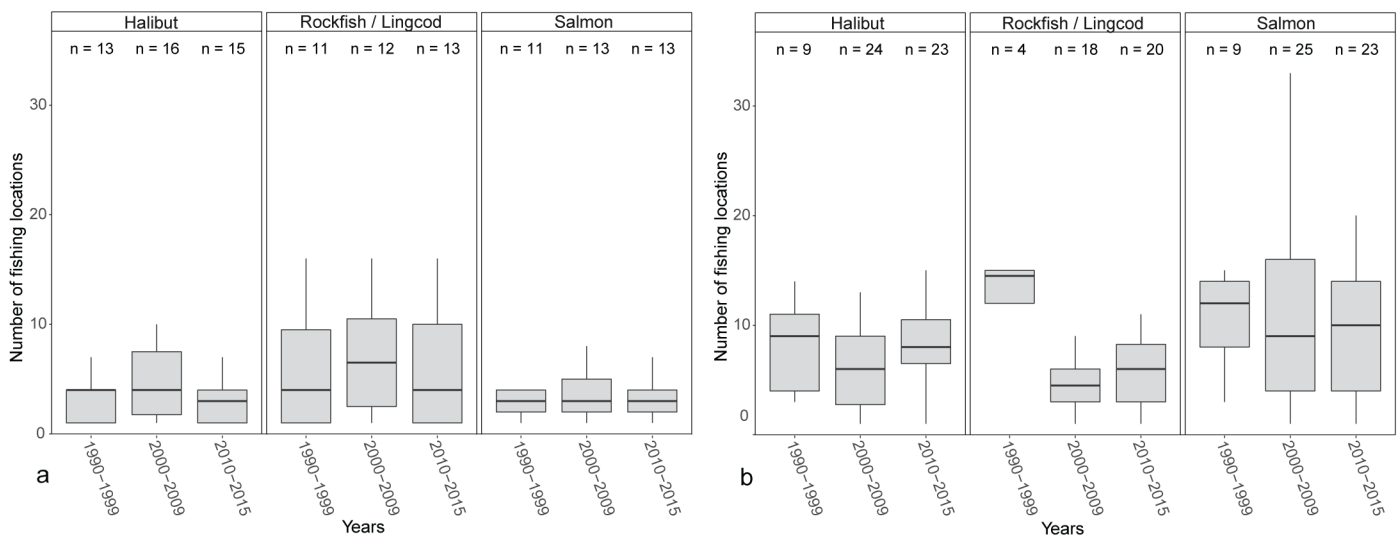 Halibut
Rockfish / Lingcod
Salmon
n = 13
n = 16
n = 15
n = 11
n = 12
n = 13
n = 11
n = 13
n = 13
Number of fishing locations
30
20
10
0
1990−1999
2000−2009
2010−2015
1990−1999
2000−2009
2010−2015
1990−1999
2000−2009
2010−2015
a
Years
Halibut
Rockfish / Lingcod
Salmon
n = 9
n = 24
n = 23
n = 4
n = 18
n = 20
n = 9
n = 25
n = 23
Number of fishing locations
30
20
10
0
1990−1999
2000−2009
2010−2015
1990−1999
2000−2009
2010−2015
1990−1999
2000−2009
2010−2015
b
Years